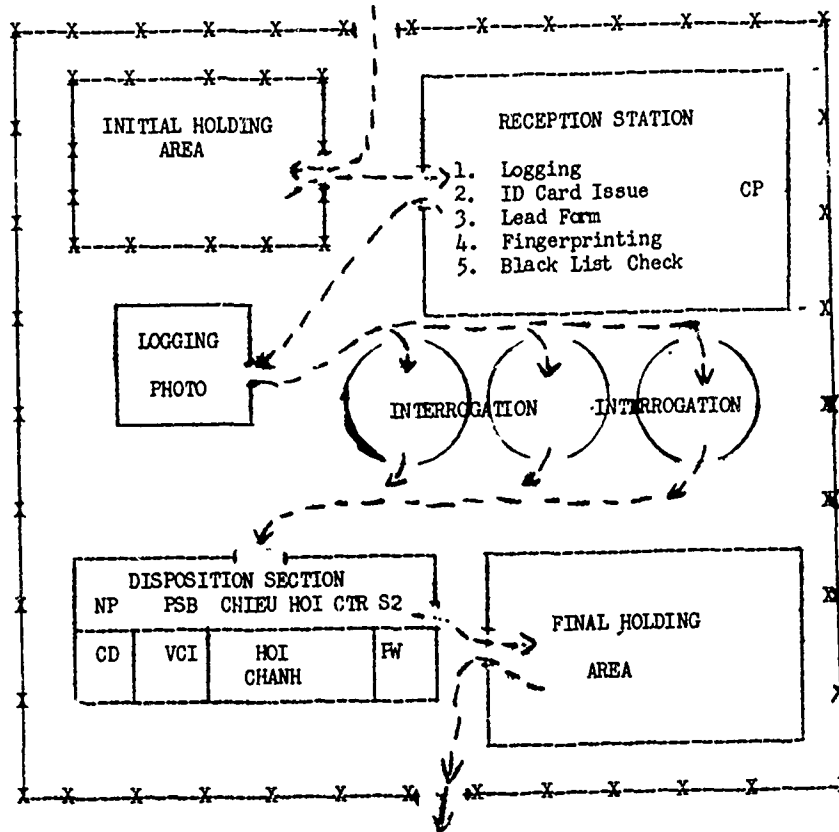 INITIAL HOLDING
AREA
RECEPTION STATION
1. Logging
2. ID Card Issue
3. Lead Form
4. Fingerprinting
5. Black List Check
CP
LOGGING
PHOTO
INTERROGATION
INTERROGATION
DISPOSITION SECTION
NP PSB CHIEU HOI CTR S2
CD VCI HOI PW
CHANH
FINAL HOLDING
AREA